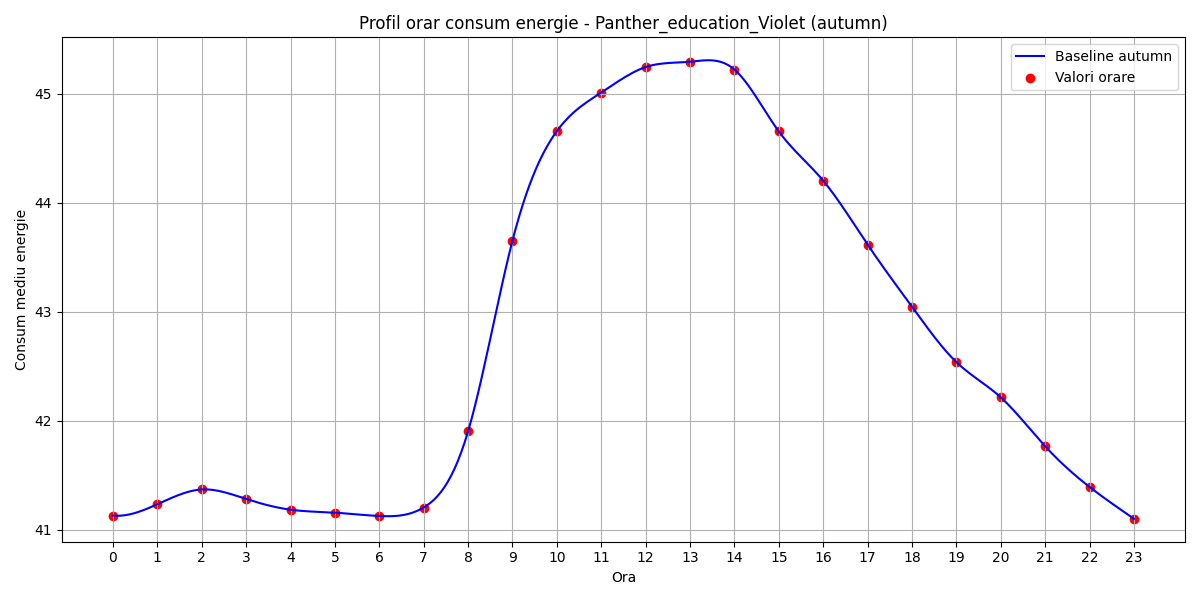 Profil orar consum energie - Panther_education_Violet (autumn)
Baseline autumn
Valori orare
45
44
43
42
41
Consum mediu energie
0 1 2 3 4 5 6 7 8 9 10 11 12 13 14 15 16 17 18 19 20 21 22 23
Ora